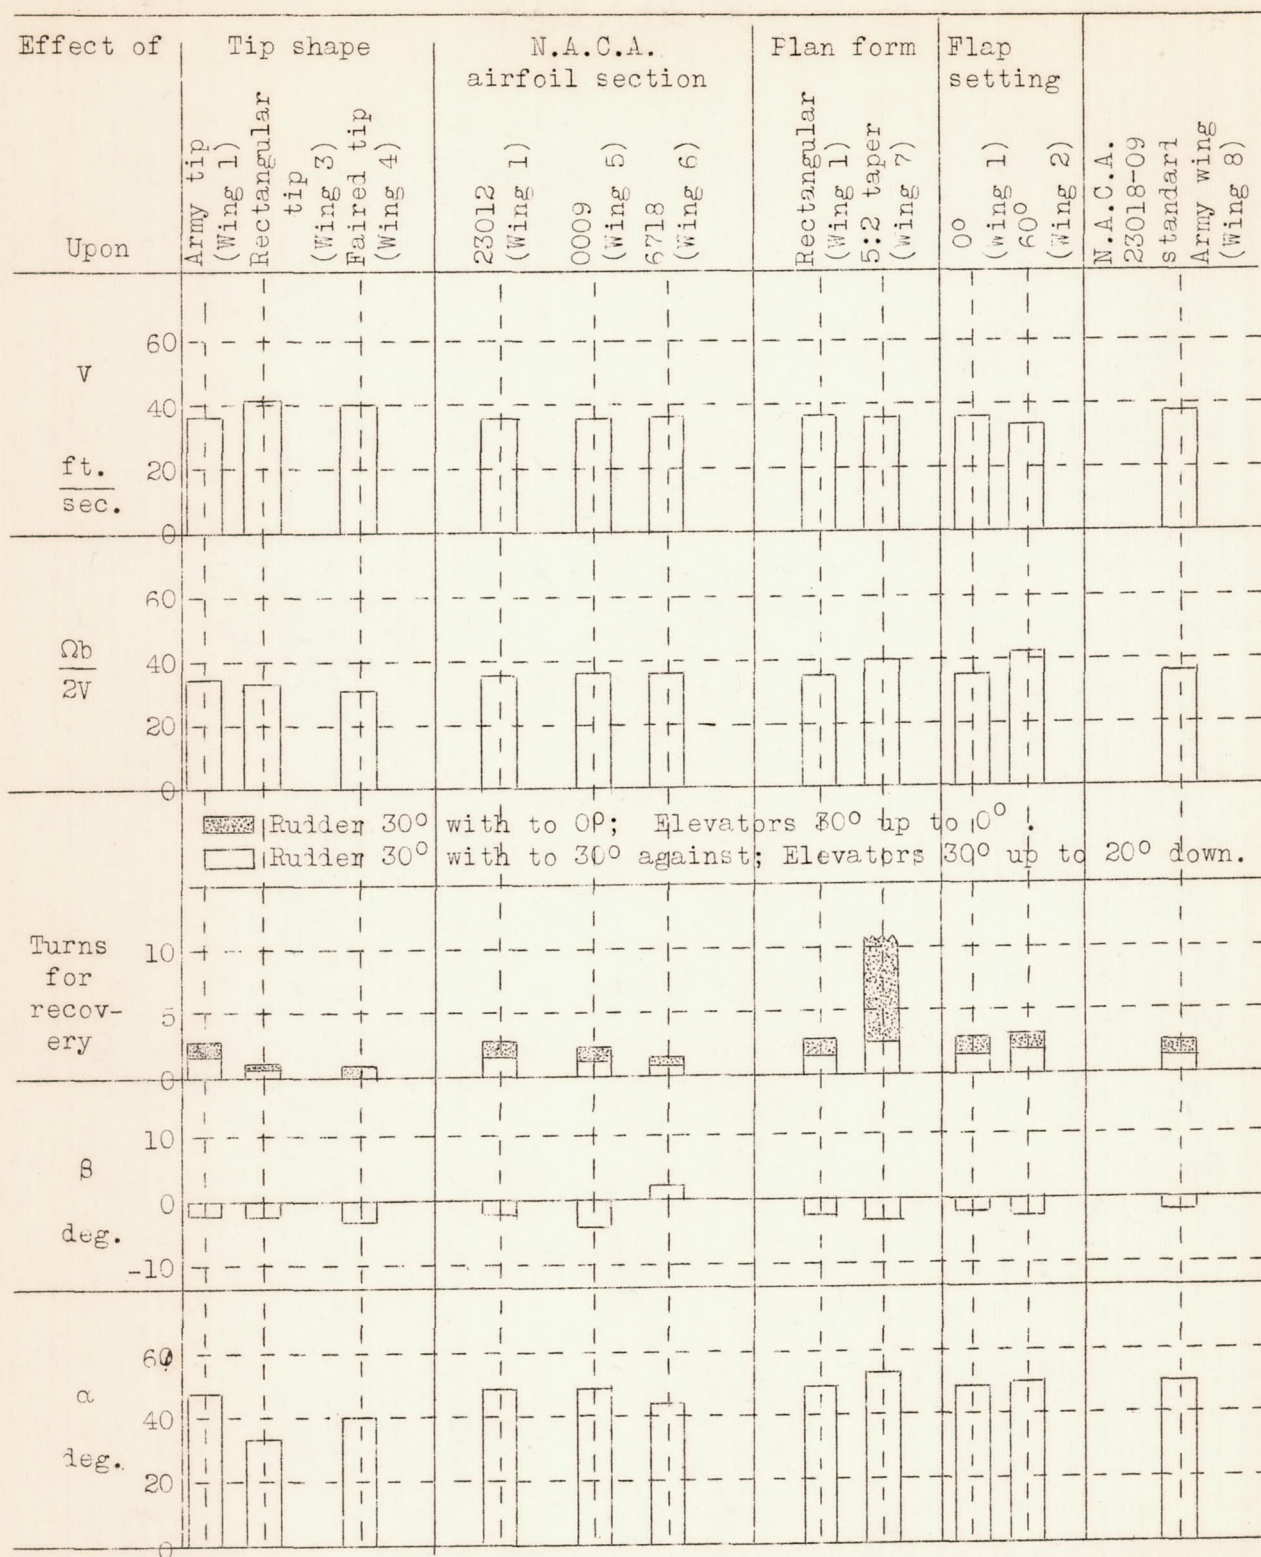 Effect of
Upon
Tip shape
Army tip
(Wing 1)
Rectangular
tip
(Wing 3)
Faired tip
(Wing 4)
N.A.C.A.
airfoil section
23012
(Wing 1)
0009
(Wing 5)
6718
(Wing 6)
Plan form
Rectangular
(Wing 1)
5:2 taper
(Wing 7)
Flap
setting
0°
(Wing 1)
60°
(Wing 2)
N.A.C.A.
23018-09
standard
Army wing
(Wing 8)
V
ft.
sec.
60
40
20
0
Ωb
2V
60
40
20
0
Rudder 30° with to 0°; Elevators 30° up to 0°.
Rudder 30° with to 30° against; Elevators 30° up to 20° down.
Turns
for
recov-
ery
10
5
0
β
deg.
10
0
-10
α
deg.
60
40
20
0